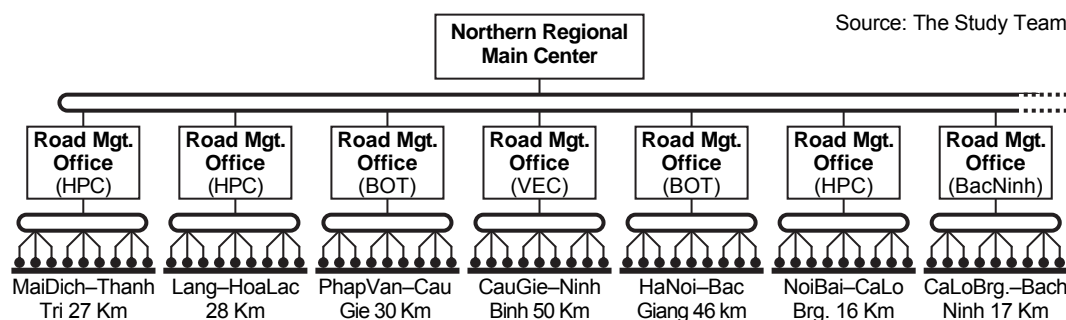 Source: The Study Team
Northern Regional
Main Center
Road Mgt.
Office
(HPC)
Road Mgt.
Office
(HPC)
Road Mgt.
Office
(BOT)
Road Mgt.
Office
(VEC)
Road Mgt.
Office
(BOT)
Road Mgt.
Office
(HPC)
Road Mgt.
Office
(BacNinh)
MaiDich–Thanh
Tri 27 Km
Lang–HoaLac
28 Km
PhapVan–Cau
Gie 30 Km
CauGie–Ninh
Binh 50 Km
HaNoi–Bac
Giang 46 km
NoiBai–CaLo
Brg. 16 Km
CaLoBrg.–Bach
Ninh 17 Km